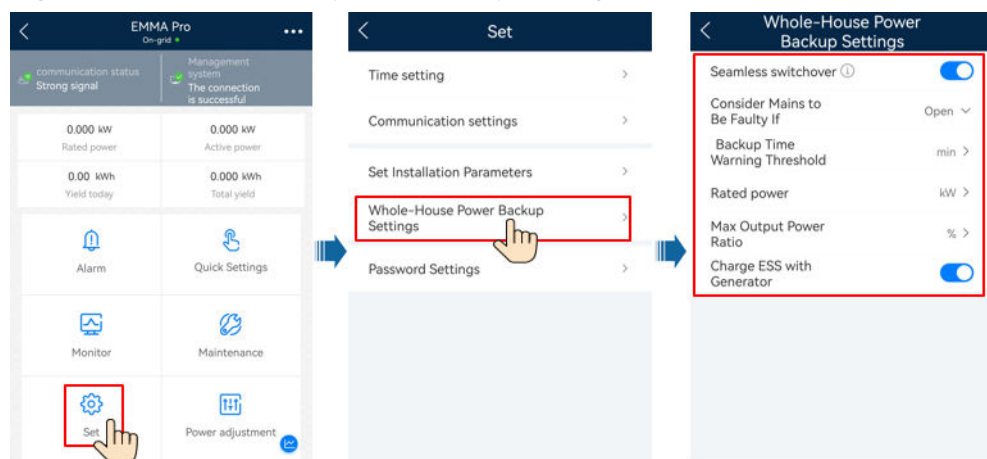 EMMA Pro
On-grid
communication status
Strong signal
Management
system
The connection
is successful
0.000 kW
Rated power
0.000 kW
Active power
0.00 kWh
Yield today
0.000 kWh
Total yield
Alarm
Quick Settings
Monitor
Maintenance
Set
Power adjustment
Set
Time setting
Communication settings
Set Installation Parameters
Whole-House Power Backup
Settings
Password Settings
Whole-House Power
Backup Settings
Seamless switchover
Consider Mains to
Be Faulty If
Open
Backup Time
Warning Threshold
min
Rated power
kW
Max Output Power
Ratio
%
Charge ESS with
Generator